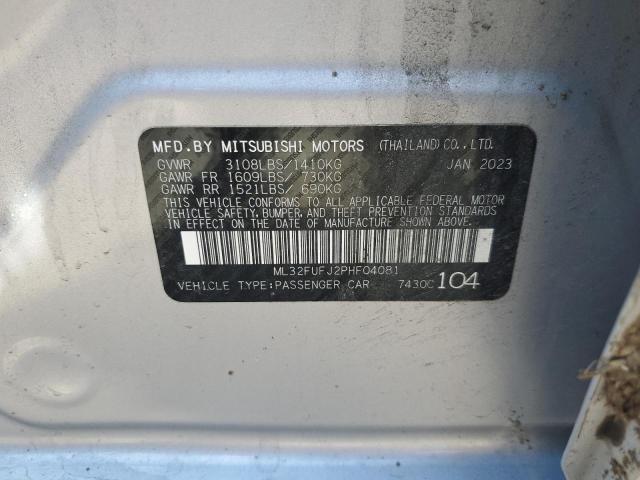 MFD.BY MITSUBISHI MOTORS (THAILAND)CO.,LTD.
GVWR 3108LBS/1410KG JAN 2023
GAWR FR 1609LBS/ 730KG
GAWR RR 1521LBS/ 690KG
THIS VEHICLE CONFORMS TO ALL APPLICABLE FEDERAL MOTOR
VEHICLE SAFETY,BUMPER,AND THEFT PREVENTION STANDARDS
IN EFFECT ON THE DATE OF MANUFACTURE SHOWN ABOVE.
ML32FUFJ2PHF04081
VEHICLE TYPE:PASSENGER CAR 7430C 104